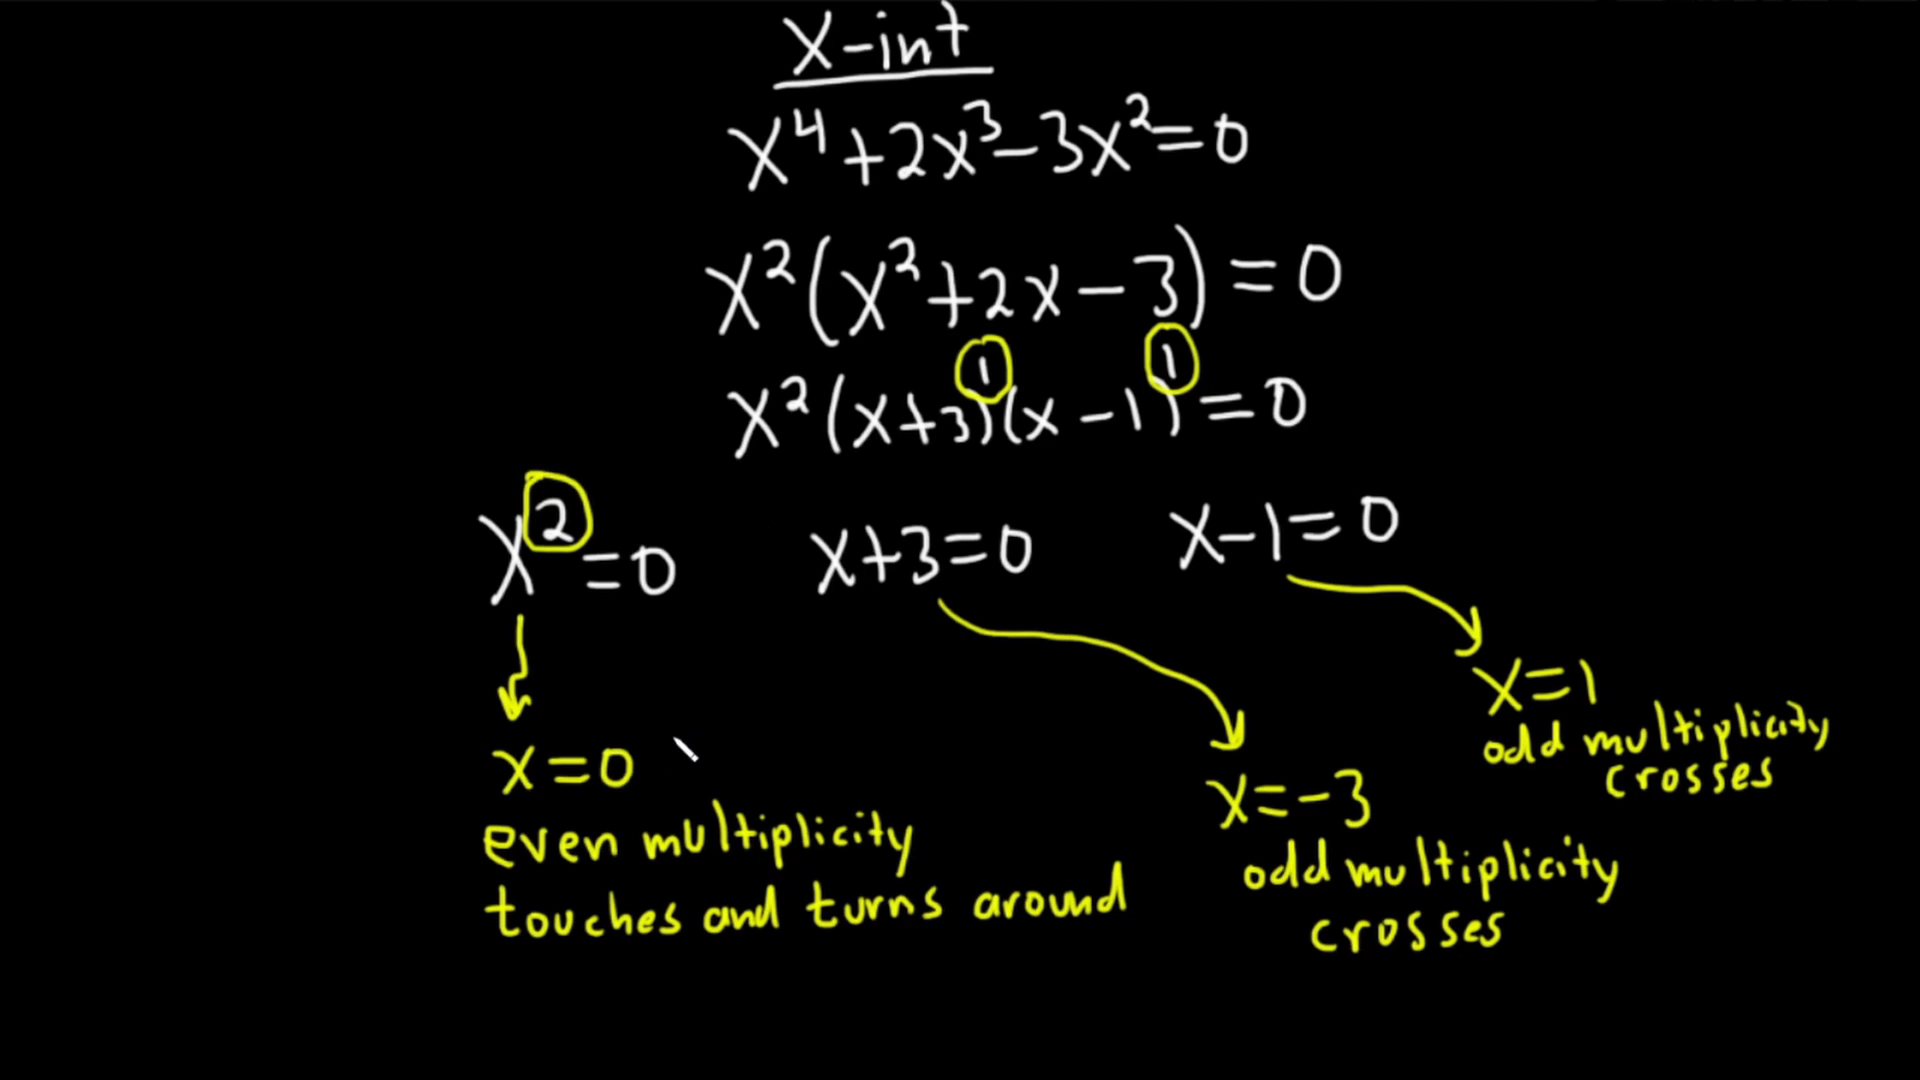 x-int
x⁴+2x³-3x²=0
x²(x²+2x-3)=0
x²(x+3)¹(x-1)¹=0
x²=0 x+3=0 x-1=0
x=1
odd multiplicity
crosses
x=0
x=-3
even multiplicity
touches and turns around
odd multiplicity
crosses